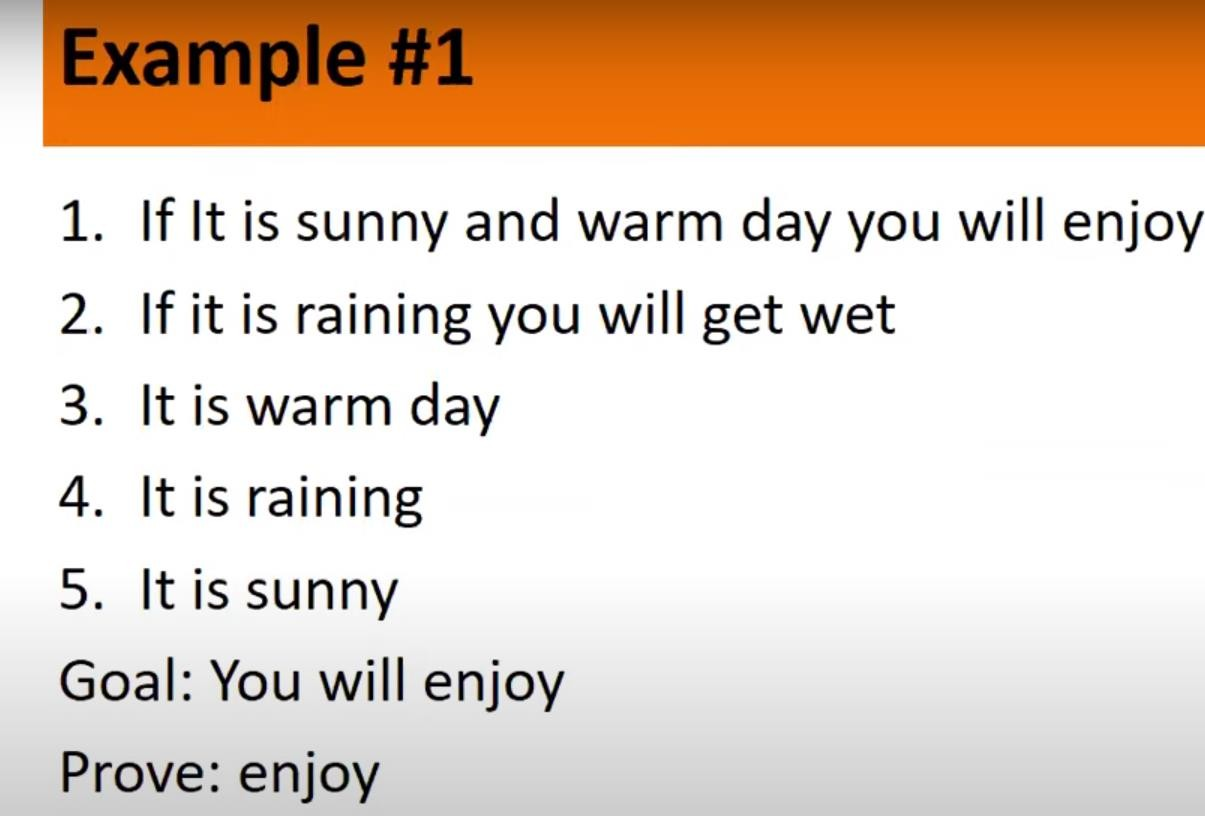 Example #1
1. If It is sunny and warm day you will enjoy
2. If it is raining you will get wet
3. It is warm day
4. It is raining
5. It is sunny
Goal: You will enjoy
Prove: enjoy